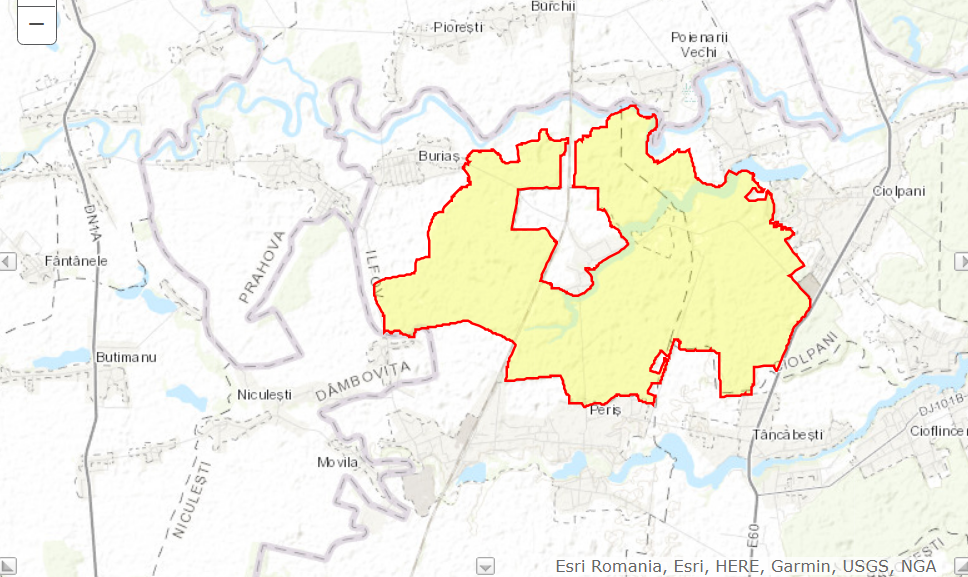 Burchii
Piorești
Poienarii
Vechi
Buriaș
Ciolpani
DN1A
PRAHOVA
ILFOV
Fântânele
Butimanu
CIOLPANI
DÂMBOVIȚA
Niculești
Periș
DJ101B
Tâncăbești
Movila
NICULEȘTI
E60
Esri Romania, Esri, HERE, Garmin, USGS, NGA